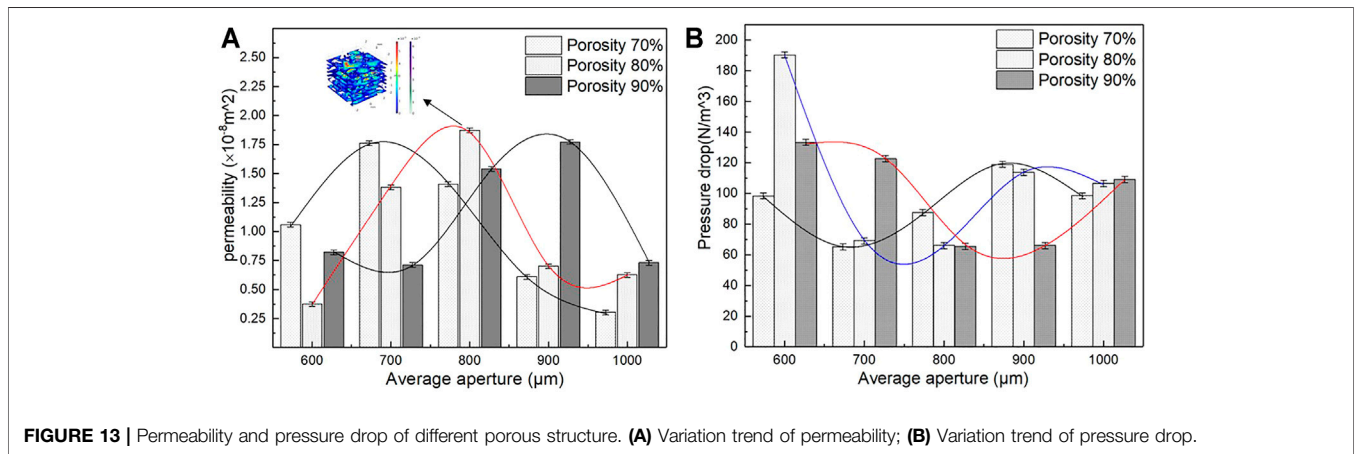 A
2.50
2.25
2.00
1.75
1.50
1.25
1.00
0.75
0.50
0.25
permeability (×10⁻⁸m^2)
Porosity 70%
Porosity 80%
Porosity 90%
600 700 800 900 1000
Average aperture (μm)
B
200
180
160
140
120
100
80
60
40
20
0
Pressure drop(N/m^3)
Porosity 70%
Porosity 80%
Porosity 90%
600 700 800 900 1000
Average aperture (μm)
FIGURE 13 | Permeability and pressure drop of different porous structure. (A) Variation trend of permeability; (B) Variation trend of pressure drop.